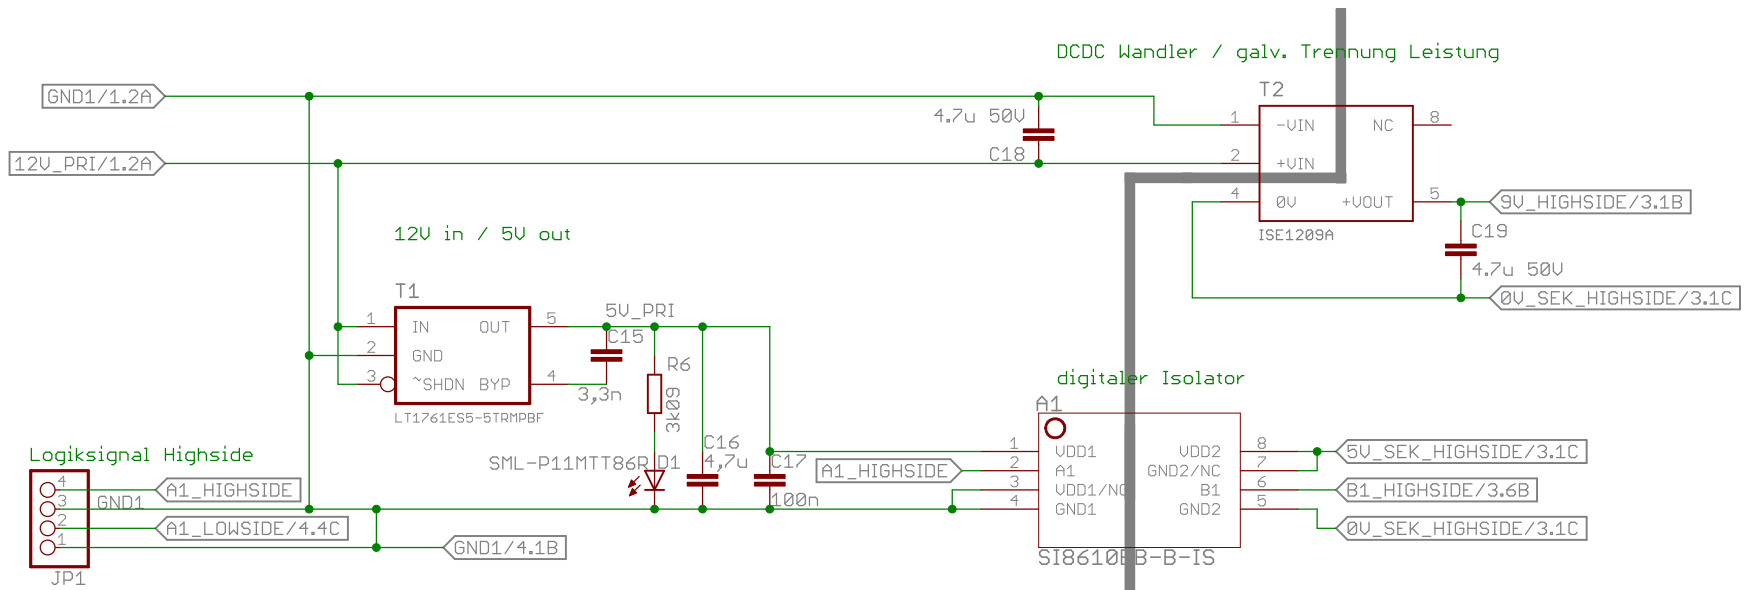 DCDC Wandler / galv. Trennung Leistung
T2
GND1/1.2A
4.7u 50V
C18
1 -VIN NC 8
12V_PRI/1.2A
2 +VIN
4 0V +VOUT 5
9V_HIGHSIDE/3.1B
ISE1209A
C19
4.7u 50V
0V_SEK_HIGHSIDE/3.1C
12V in / 5V out
T1
5V_PRI
1 IN OUT 5
C15
2 GND
3 ~SHDN BYP 4
3,3n
LT1761ES5-5TRMPBF
R6
3k09
digitaler Isolator
A1
Logiksignal Highside
SML-P11MTT86R D1
C16
4,7u
C17
100n
A1_HIGHSIDE
1 VDD1 VDD2 8
5V_SEK_HIGHSIDE/3.1C
2 A1 GND2/NC 7
3 VDD1/NC B1 6
B1_HIGHSIDE/3.6B
4 GND1 GND2 5
0V_SEK_HIGHSIDE/3.1C
4 A1_HIGHSIDE
3 GND1
2 A1_LOWSIDE/4.4C
1 GND1/4.1B
JP1
SI8610BB-B-IS